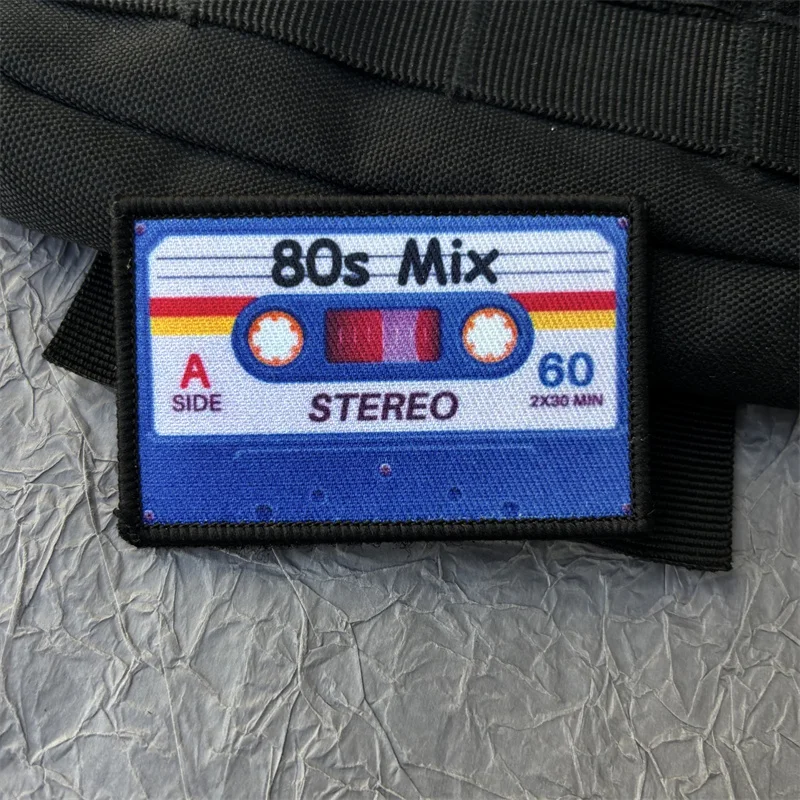 80s Mix
A
SIDE
STEREO
60
2X30 MIN